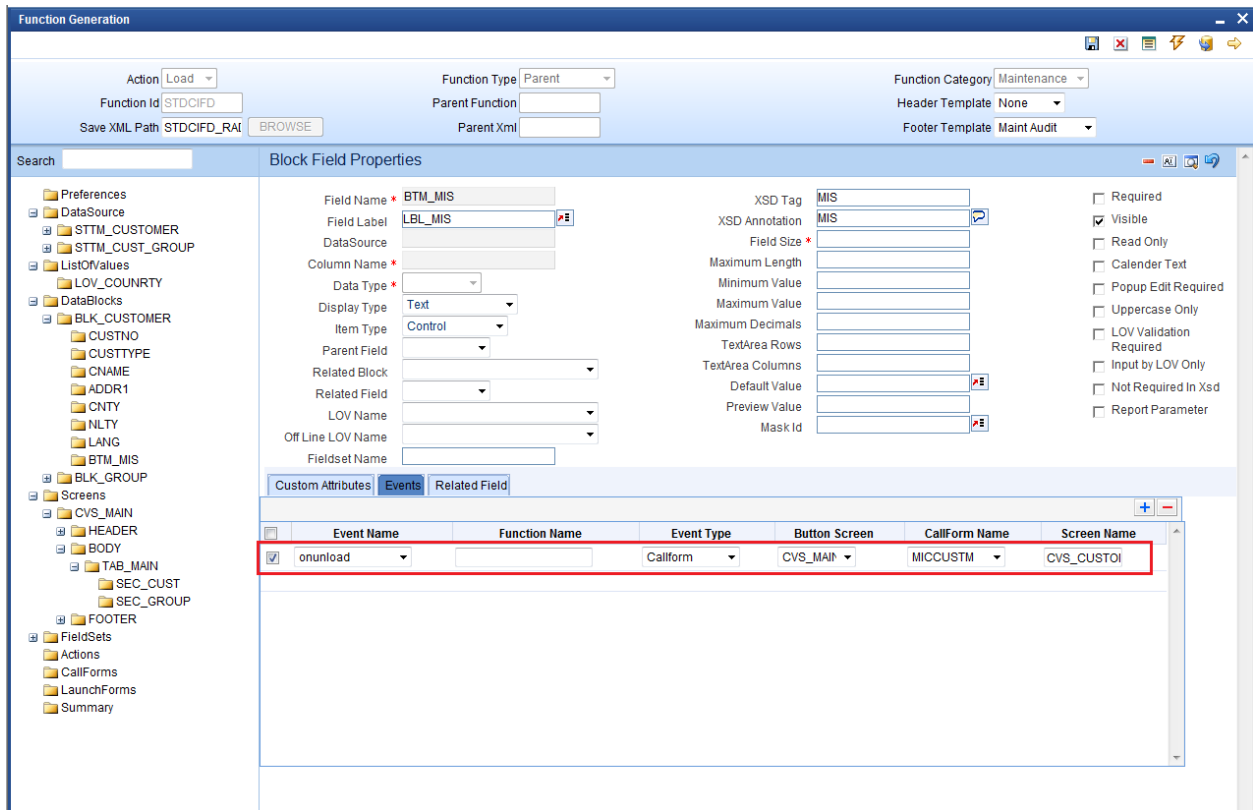 Function Generation
Action Load
Function Type Parent
Function Category Maintenance
Function Id STDCIFD
Parent Function
Header Template None
Save XML Path STDCIFD_RAD BROWSE
Parent Xml
Footer Template Maint Audit
Search
Block Field Properties
Preferences
DataSource
STTM_CUSTOMER
STTM_CUST_GROUP
ListOfValues
LOV_COUNRTY
DataBlocks
BLK_CUSTOMER
CUSTNO
CUSTTYPE
CNAME
ADDR1
CNTY
NLTY
LANG
BTM_MIS
BLK_GROUP
Screens
CVS_MAIN
HEADER
BODY
TAB_MAIN
SEC_CUST
SEC_GROUP
FOOTER
FieldSets
Actions
CallForms
LaunchForms
Summary
Field Name * BTM_MIS
Field Label LBL_MIS
DataSource
Column Name *
Data Type *
Display Type Text
Item Type Control
Parent Field
Related Block
Related Field
LOV Name
Off Line LOV Name
Fieldset Name
XSD Tag MIS
XSD Annotation MIS
Field Size *
Maximum Length
Minimum Value
Maximum Value
Maximum Decimals
TextArea Rows
TextArea Columns
Default Value
Preview Value
Mask Id
Required
Visible
Read Only
Calender Text
Popup Edit Required
Uppercase Only
LOV Validation
Required
Input by LOV Only
Not Required In Xsd
Report Parameter
Custom Attributes Events Related Field
Event Name Function Name Event Type Button Screen CallForm Name Screen Name
onunload Callform CVS_MAIN MICCUSTM CVS_CUSTOI